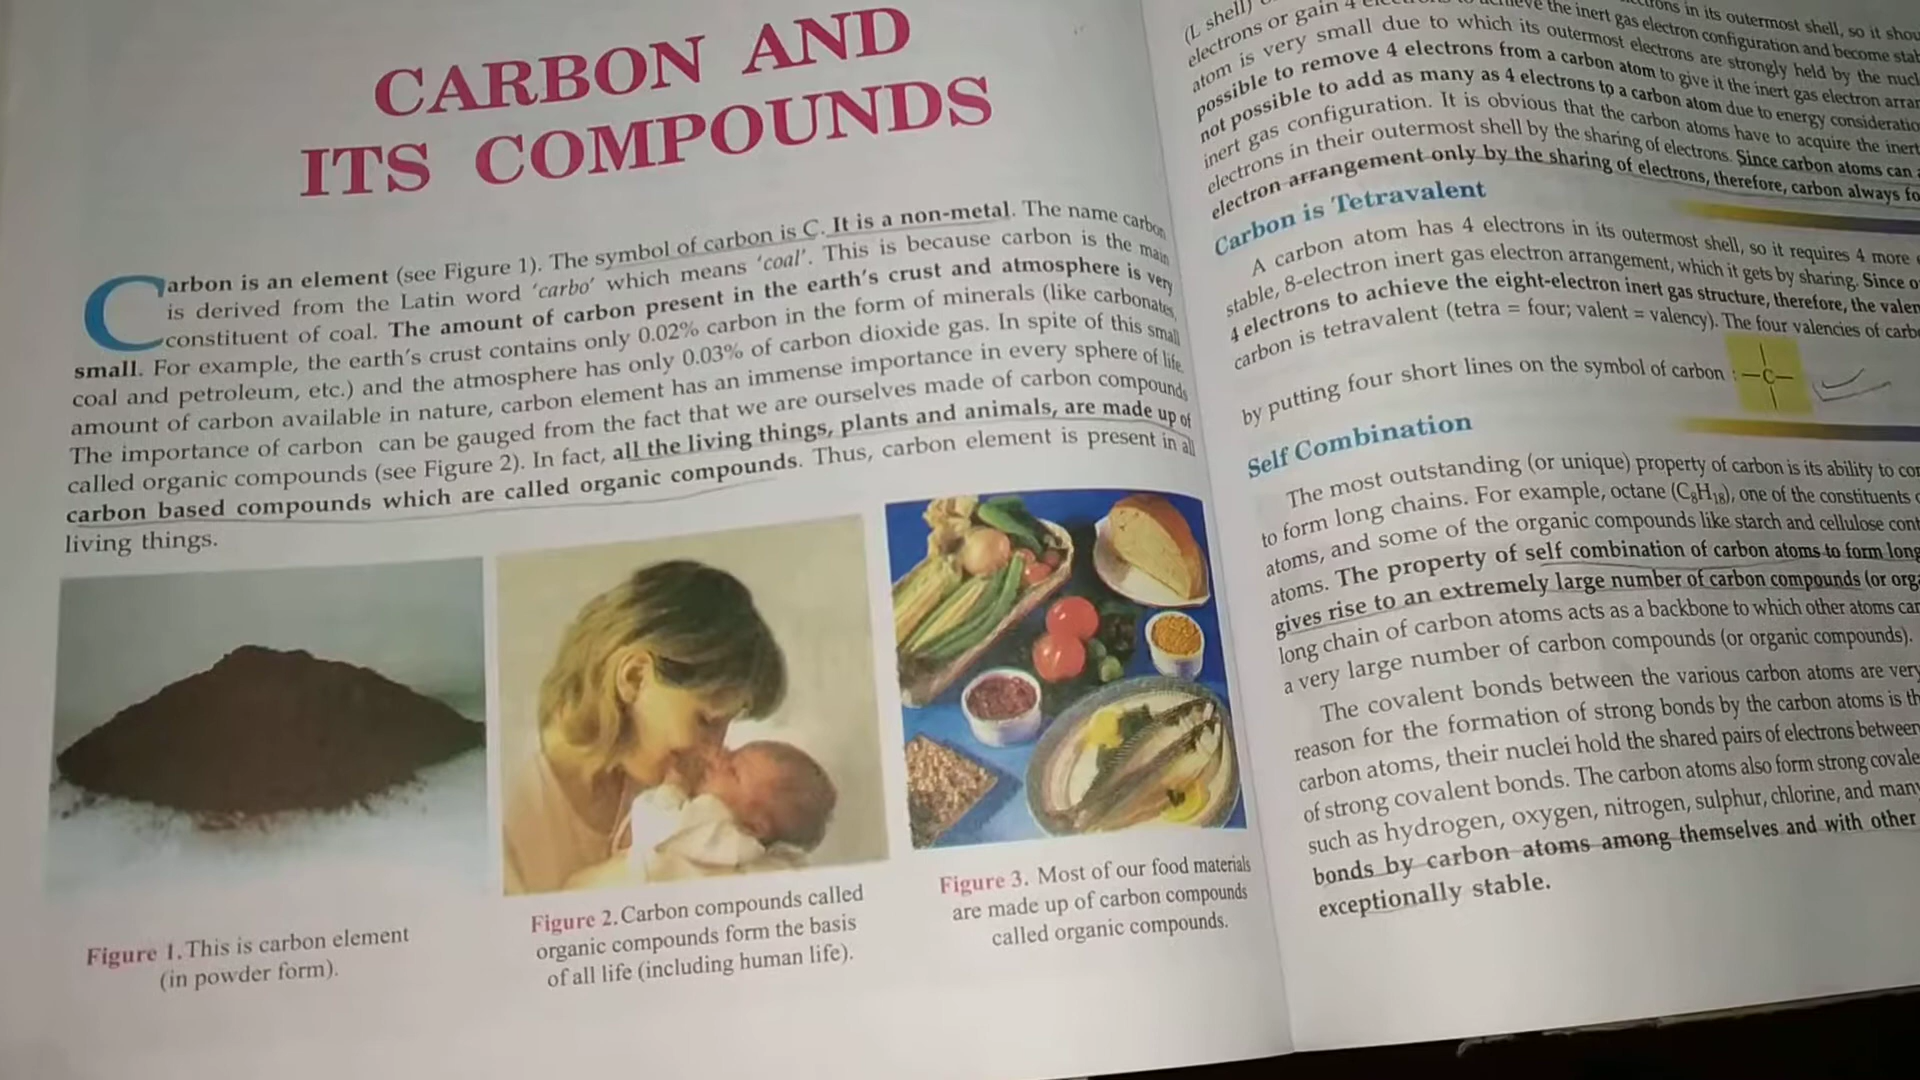 CARBON AND
ITS COMPOUNDS
Carbon is an element (see Figure 1). The symbol of carbon is C. It is a non-metal. The name carbon
is derived from the Latin word ‘carbo’ which means ‘coal’. This is because carbon is the main
constituent of coal. The amount of carbon present in the earth’s crust and atmosphere is very
small. For example, the earth’s crust contains only 0.02% carbon in the form of minerals (like carbonates,
coal and petroleum, etc.) and the atmosphere has only 0.03% of carbon dioxide gas. In spite of this small
amount of carbon available in nature, carbon element has an immense importance in every sphere of life.
The importance of carbon can be gauged from the fact that we are ourselves made of carbon compounds
called organic compounds (see Figure 2). In fact, all the living things, plants and animals, are made up of
carbon based compounds which are called organic compounds. Thus, carbon element is present in all
living things.
Figure 1. This is carbon element
(in powder form).
Figure 2. Carbon compounds called
organic compounds form the basis
of all life (including human life).
Figure 3. Most of our food materials
are made up of carbon compounds
called organic compounds.
(L shell)
electrons in its outermost shell, so it
electrons or gain 4 the inert gas electron configuration and become
atom is very small due to which its outermost electrons are strongly held by the
possible to remove 4 electrons from a carbon atom to give it the inert gas electron
not possible to add as many as 4 electrons to a carbon atom due to energy
inert gas configuration. It is obvious that the carbon atoms have to acquire the inert
electrons in their outermost shell by the sharing of electrons. Since carbon atoms can
electron arrangement only by the sharing of electrons, therefore, carbon always
Carbon is Tetravalent
A carbon atom has 4 electrons in its outermost shell, so it requires 4 more
stable, 8-electron inert gas electron arrangement, which it gets by sharing. Since
4 electrons to achieve the eight-electron inert gas structure, therefore, the
carbon is tetravalent (tetra = four; valent = valency). The four valencies of
by putting four short lines on the symbol of carbon : —C—
Self Combination
The most outstanding (or unique) property of carbon is its ability to
to form long chains. For example, octane (C₈H₁₈), one of the constituents
atoms, and some of the organic compounds like starch and cellulose
atoms. The property of self combination of carbon atoms to form long
gives rise to an extremely large number of carbon compounds (or
long chain of carbon atoms acts as a backbone to which other atoms can
a very large number of carbon compounds (or organic compounds).
The covalent bonds between the various carbon atoms are very
reason for the formation of strong bonds by the carbon atoms is
carbon atoms, their nuclei hold the shared pairs of electrons between
of strong covalent bonds. The carbon atoms also form strong
such as hydrogen, oxygen, nitrogen, sulphur, chlorine, and many
bonds by carbon atoms among themselves and with other
exceptionally stable.